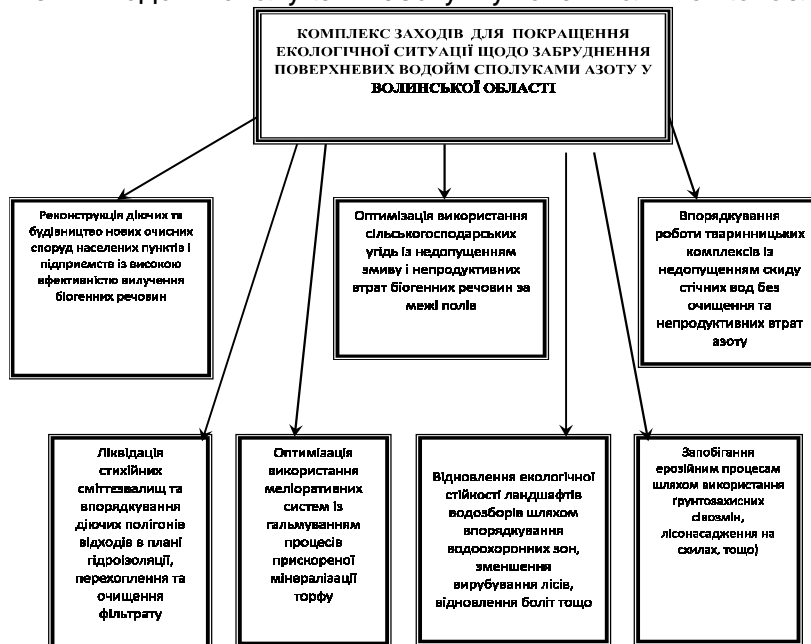 КОМПЛЕКС ЗАХОДІВ ДЛЯ ПОКРАЩЕННЯ
ЕКОЛОГІЧНОЇ СИТУАЦІЇ ЩОДО ЗАБРУДНЕННЯ
ПОВЕРХНЕВИХ ВОДОЙМ СПОЛУКАМИ АЗОТУ У
ВОЛИНСЬКОЇ ОБЛАСТІ
Реконструкція діючих та
будівництво нових очисних
споруд населених пунктів і
підприємств із високою
ефективністю вилучення
біогенних речовин
Оптимізація використання
сільськогосподарських
угідь із недопущенням
змиву і непродуктивних
втрат біогенних речовин за
межі полів
Впорядкування
роботи тваринницьких
комплексів із
недопущенням скиду
стічних вод без
очищення та
непродуктивних втрат
азоту
Ліквідація
стихійних
сміттєзвалищ та
впорядкування
діючих полігонів
відходів в плані
гідроізоляції,
перехоплення та
очищення
фільтрату
Оптимізація
використання
меліоративних
систем із
гальмуванням
процесів
прискореної
мінералізації
торфу
Відновлення екологічної
стійкості ландшафтів
водозборів шляхом
впорядкування
водоохоронних зон,
зменшення
вирубування лісів,
відновлення боліт тощо
Запобігання
ерозійним процесам
шляхом використання
ґрунтозахисних
сівозмін,
лісонасадження на
схилах, тощо)